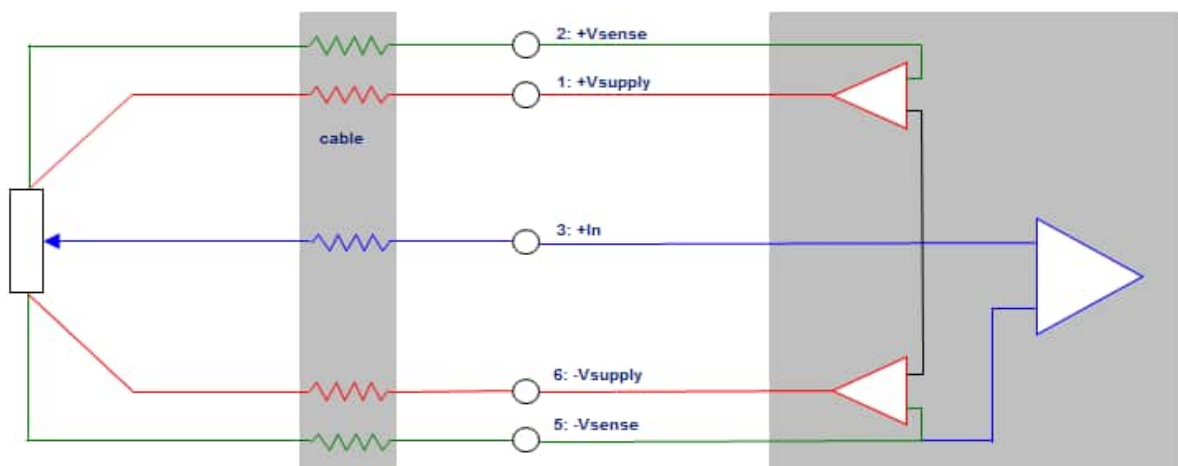 2: +Vsense
1: +Vsupply
cable
3: +In
6: -Vsupply
5: -Vsense